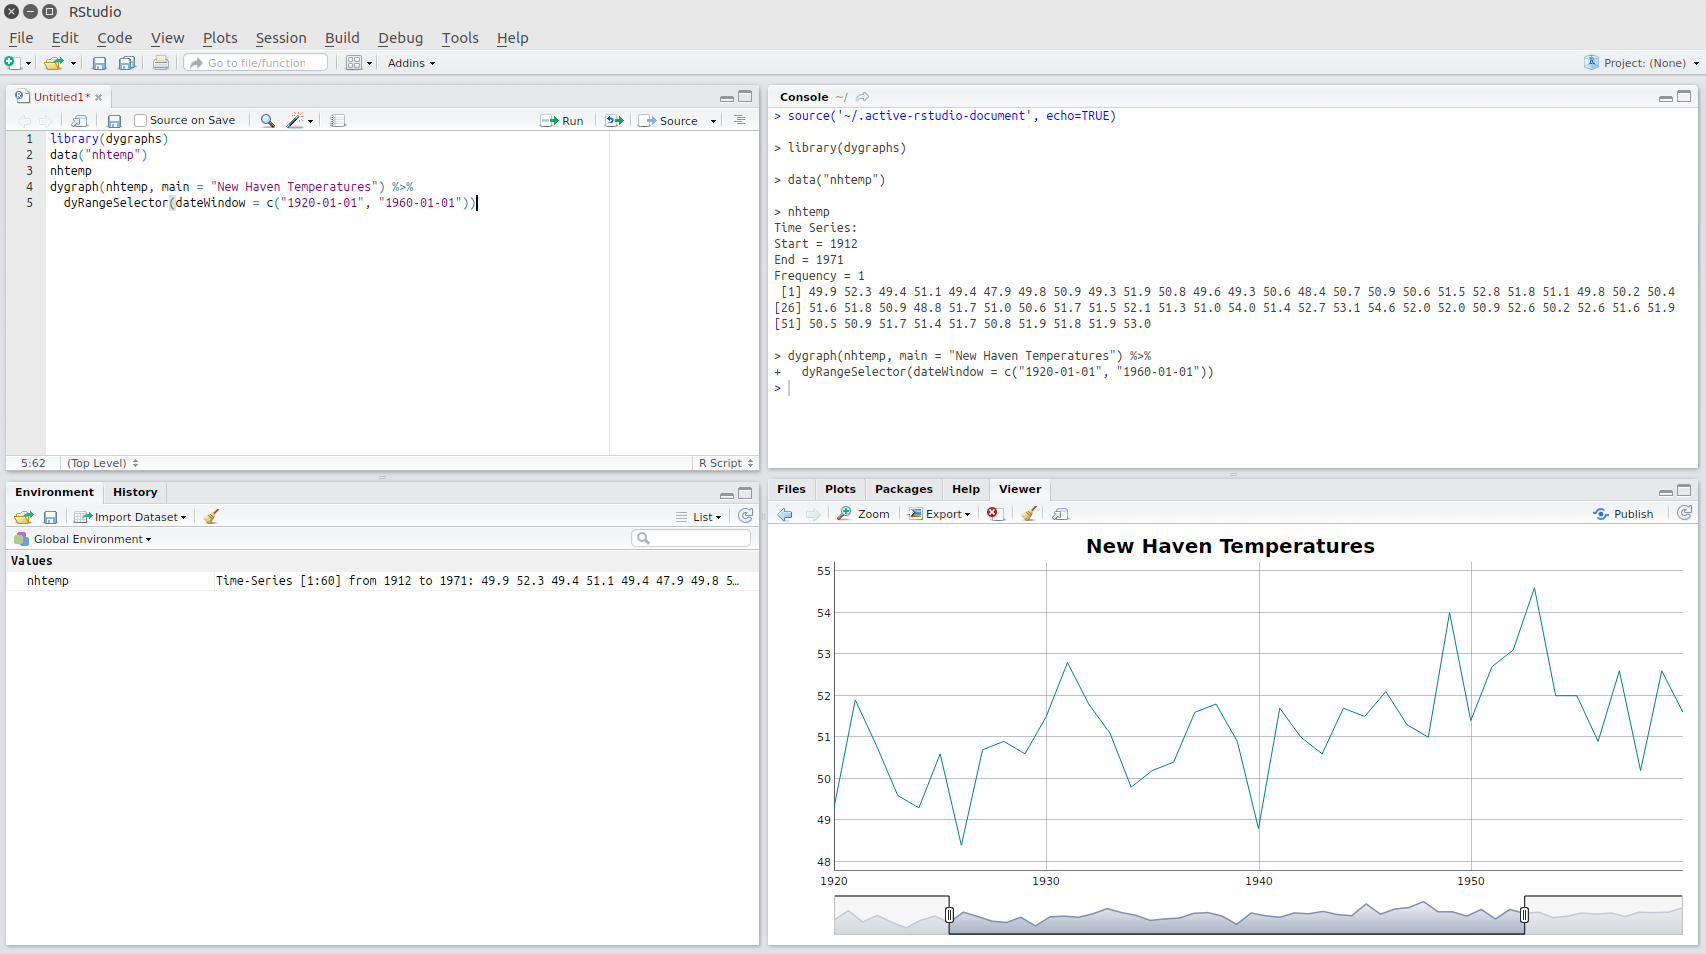 RStudio
File Edit Code View Plots Session Build Debug Tools Help
Go to file/function Addins Project: (None)
Untitled1*
Source on Save Run Source
1 library(dygraphs)
2 data("nhtemp")
3 nhtemp
4 dygraph(nhtemp, main = "New Haven Temperatures") %>%
5 dyRangeSelector(dateWindow = c("1920-01-01", "1960-01-01"))
5:62 (Top Level) R Script
Console ~/
> source('~/.active-rstudio-document', echo=TRUE)
> library(dygraphs)
> data("nhtemp")
> nhtemp
Time Series:
Start = 1912
End = 1971
Frequency = 1
[1] 49.9 52.3 49.4 51.1 49.4 47.9 49.8 50.9 49.3 51.9 50.8 49.6 49.3 50.6 48.4 50.7 50.9 50.6 51.5 52.8 51.8 51.1 49.8 50.2 50.4
[26] 51.6 51.8 50.9 48.8 51.7 51.0 50.6 51.7 51.5 52.1 51.3 51.0 54.0 51.4 52.7 53.1 54.6 52.0 52.0 50.9 52.6 50.2 52.6 51.6 51.9
[51] 50.5 50.9 51.7 51.4 51.7 50.8 51.9 51.8 51.9 53.0
> dygraph(nhtemp, main = "New Haven Temperatures") %>%
+ dyRangeSelector(dateWindow = c("1920-01-01", "1960-01-01"))
>
Environment History
Import Dataset List
Global Environment
Values
nhtemp Time-Series [1:60] from 1912 to 1971: 49.9 52.3 49.4 51.1 49.4 47.9 49.8 5…
Files Plots Packages Help Viewer
Zoom Export Publish
New Haven Temperatures
55
54
53
52
51
50
49
48
1920 1930 1940 1950